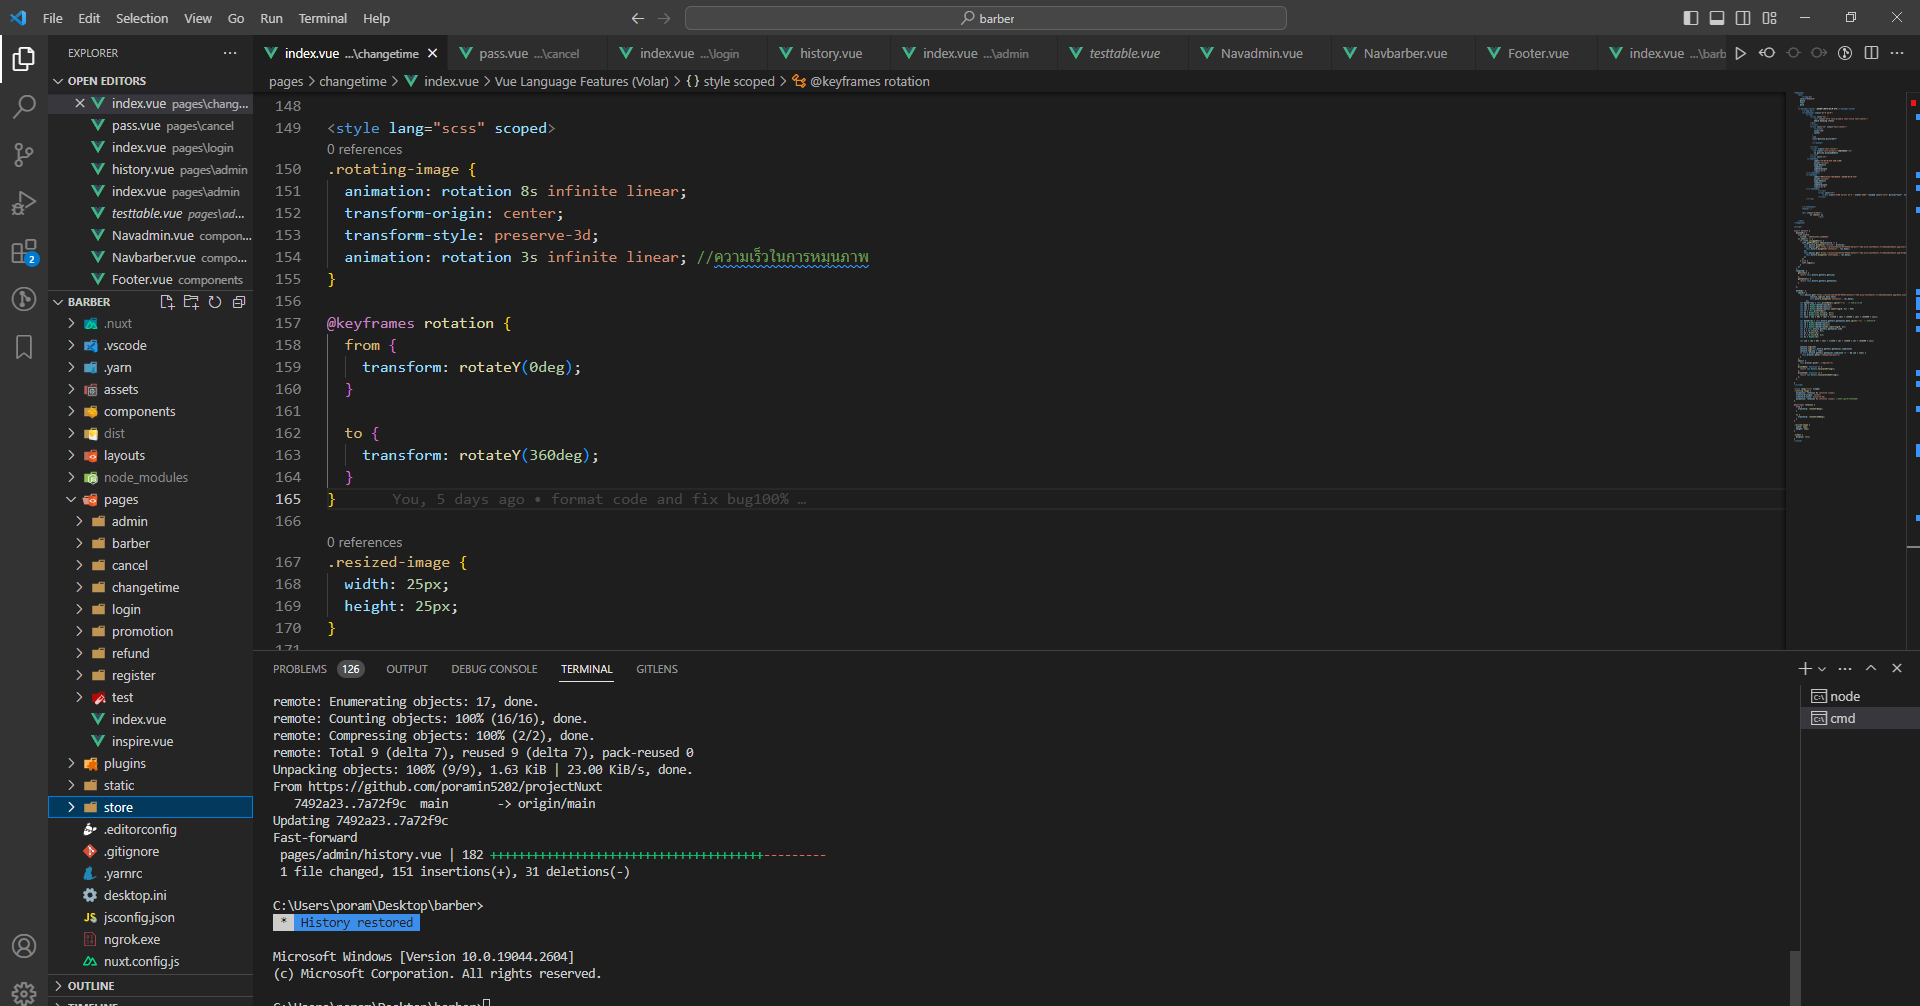 File Edit Selection View Go Run Terminal Help
barber
EXPLORER
OPEN EDITORS
index.vue pages\chang...
pass.vue pages\cancel
index.vue pages\login
history.vue pages\admin
index.vue pages\admin
testtable.vue pages\ad...
Navadmin.vue compon...
Navbarber.vue compo...
Footer.vue components
BARBER
.nuxt
.vscode
.yarn
assets
components
dist
layouts
node_modules
pages
admin
barber
cancel
changetime
login
promotion
refund
register
test
index.vue
inspire.vue
plugins
static
store
.editorconfig
.gitignore
.yarnrc
desktop.ini
jsconfig.json
ngrok.exe
nuxt.config.js
OUTLINE
TIMELINE
2
index.vue ...\changetime
pass.vue ...\cancel
index.vue ...\login
history.vue
index.vue ...\admin
testtable.vue
Navadmin.vue
Navbarber.vue
Footer.vue
index.vue ...\barb
pages > changetime > index.vue > Vue Language Features (Volar) > {} style scoped > @keyframes rotation
148
149 <style lang="scss" scoped>
0 references
150 .rotating-image {
151 animation: rotation 8s infinite linear;
152 transform-origin: center;
153 transform-style: preserve-3d;
154 animation: rotation 3s infinite linear; //ความเร็วในการหมุนภาพ
155 }
156
157 @keyframes rotation {
158 from {
159 transform: rotateY(0deg);
160 }
161
162 to {
163 transform: rotateY(360deg);
164 }
165 } You, 5 days ago • format code and fix bug100% …
166
0 references
167 .resized-image {
168 width: 25px;
169 height: 25px;
170 }
171
PROBLEMS 126 OUTPUT DEBUG CONSOLE TERMINAL GITLENS
remote: Enumerating objects: 17, done.
remote: Counting objects: 100% (16/16), done.
remote: Compressing objects: 100% (2/2), done.
remote: Total 9 (delta 7), reused 9 (delta 7), pack-reused 0
Unpacking objects: 100% (9/9), 1.63 KiB | 23.00 KiB/s, done.
From https://github.com/poramin5202/projectNuxt
7492a23..7a72f9c main -> origin/main
Updating 7492a23..7a72f9c
Fast-forward
pages/admin/history.vue | 182 +++++++++++++++++++++++++++++++++++++++---------
1 file changed, 151 insertions(+), 31 deletions(-)
C:\Users\poram\Desktop\barber>
* History restored
Microsoft Windows [Version 10.0.19044.2604]
(c) Microsoft Corporation. All rights reserved.
C:\Users\poram\Desktop\barber>
node
cmd